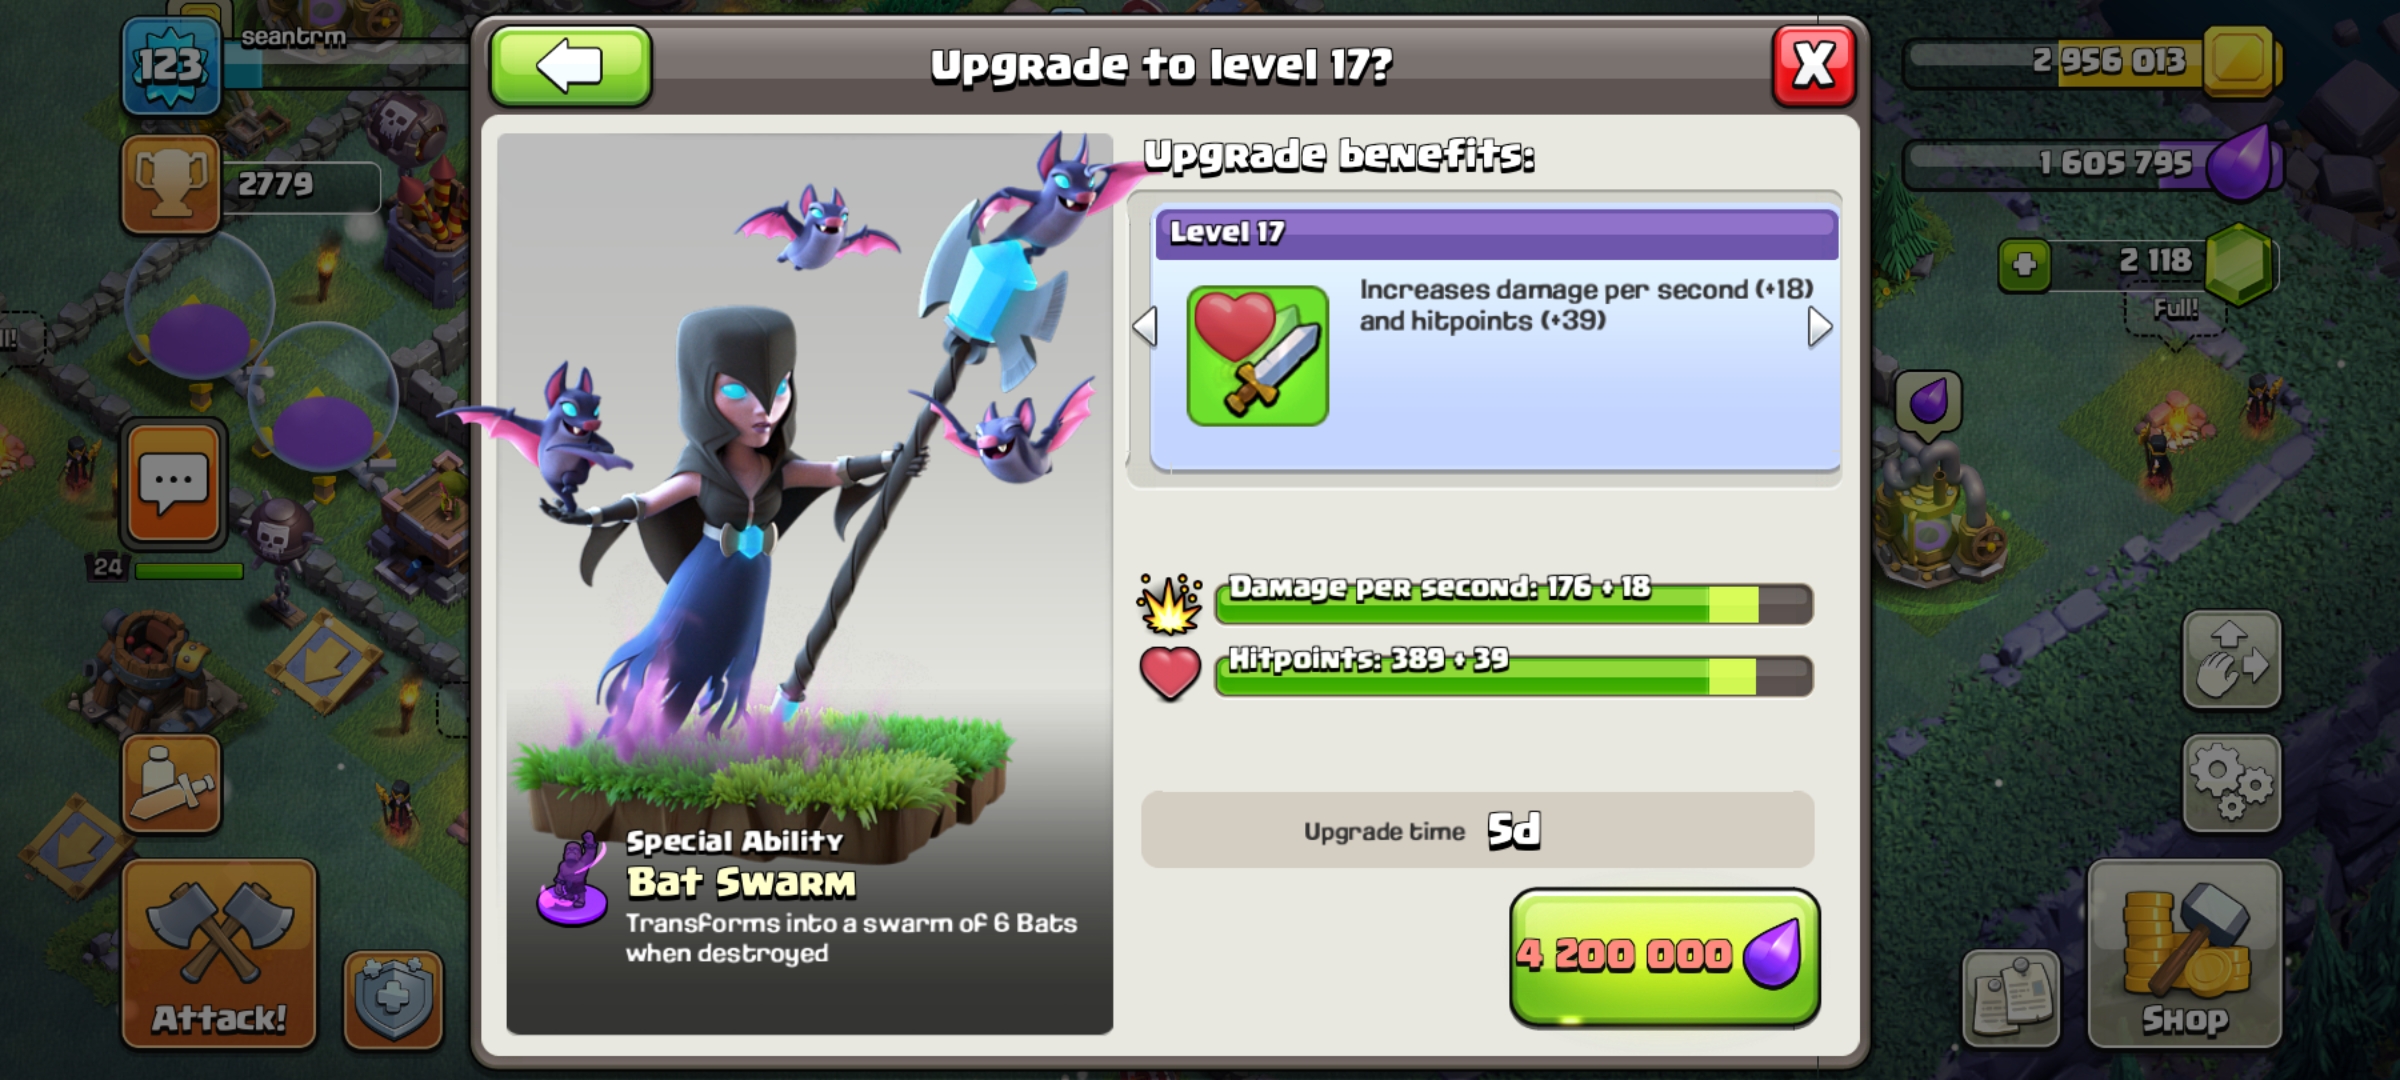 123
seantrm
2779
24
Attack!
Upgrade to level 17?
X
Special Ability
Bat Swarm
Transforms into a swarm of 6 Bats
when destroyed
Upgrade benefits:
Level 17
Increases damage per second (+18)
and hitpoints (+39)
Damage per second: 176 + 18
Hitpoints: 389 + 39
Upgrade time 5d
4 200 000
2 956 013
1 605 795
2 118
Full!
Shop